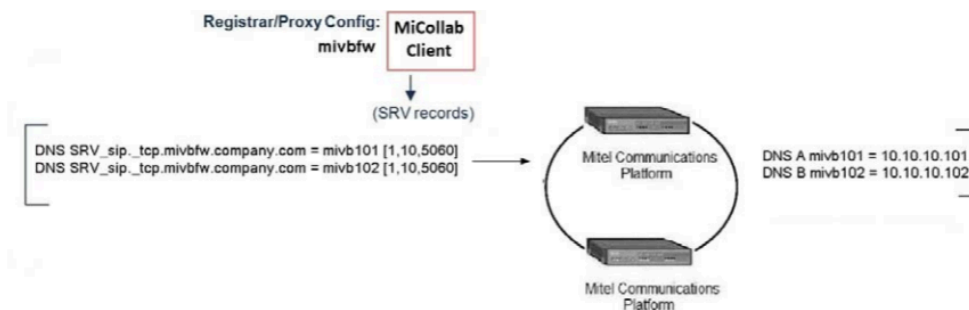 Registrar/Proxy Config:
mivbfw
MiCollab
Client
(SRV records)
DNS SRV_sip._tcp.mivbfw.company.com = mivb101 [1,10,5060]
DNS SRV_sip._tcp.mivbfw.company.com = mivb102 [1,10,5060]
Mitel Communications
Platform
DNS A mivb101 = 10.10.10.101
DNS B mivb102 = 10.10.10.102
Mitel Communications
Platform